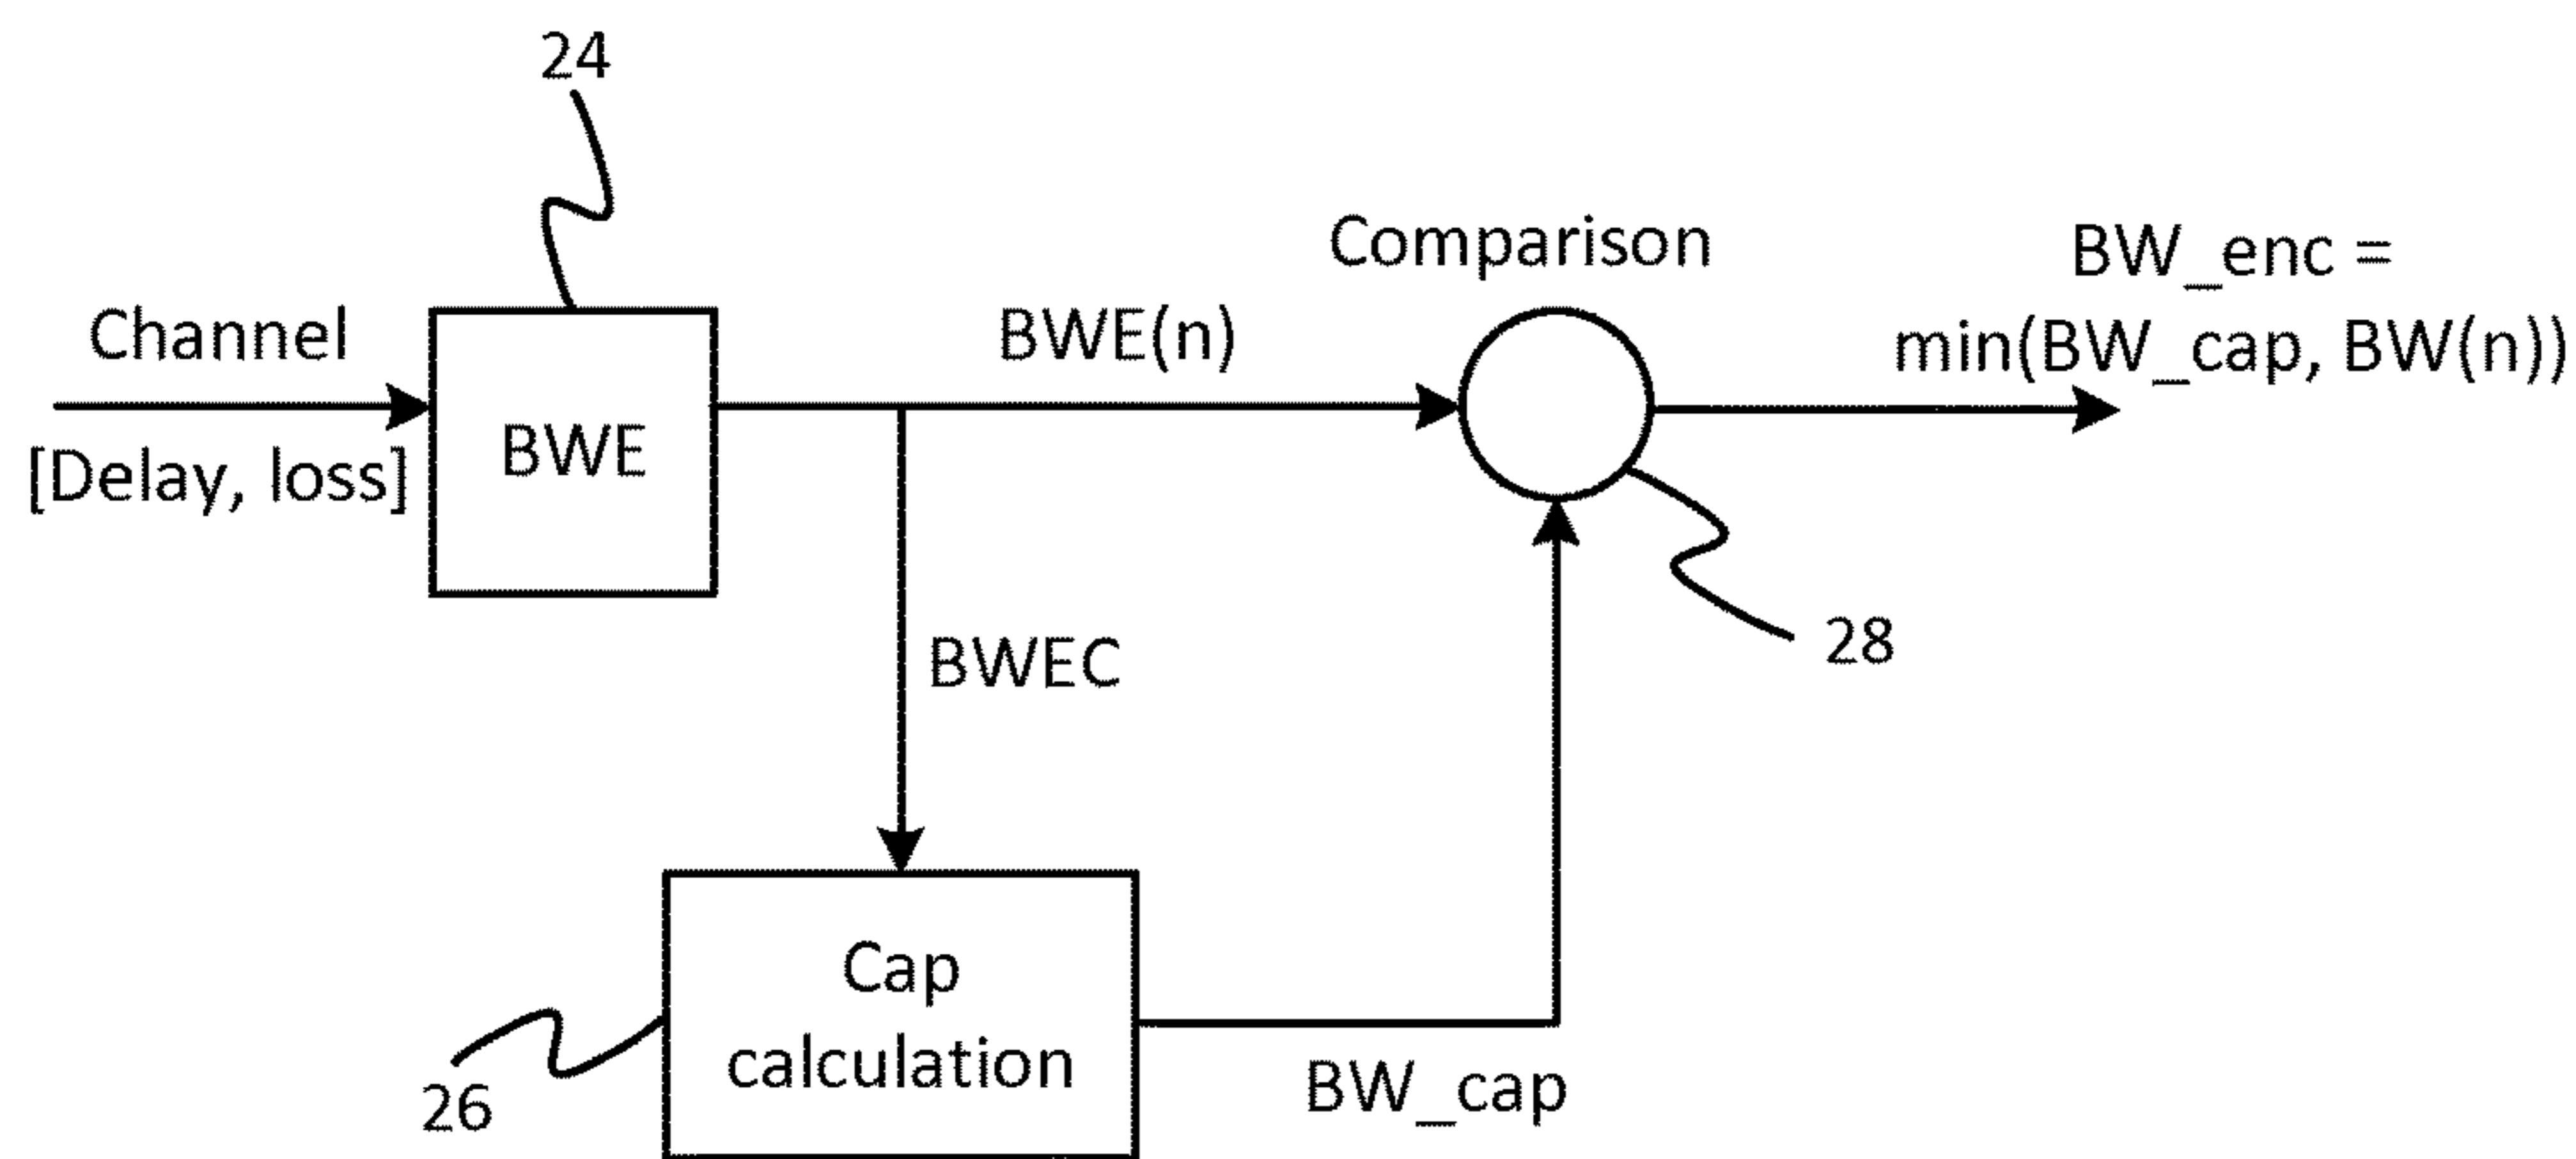 24
Comparison
BW_enc =
min(BW_cap, BW(n))
Channel
[Delay, loss]
BWE
BWE(n)
28
BWEC
Cap
calculation
26
BW_cap